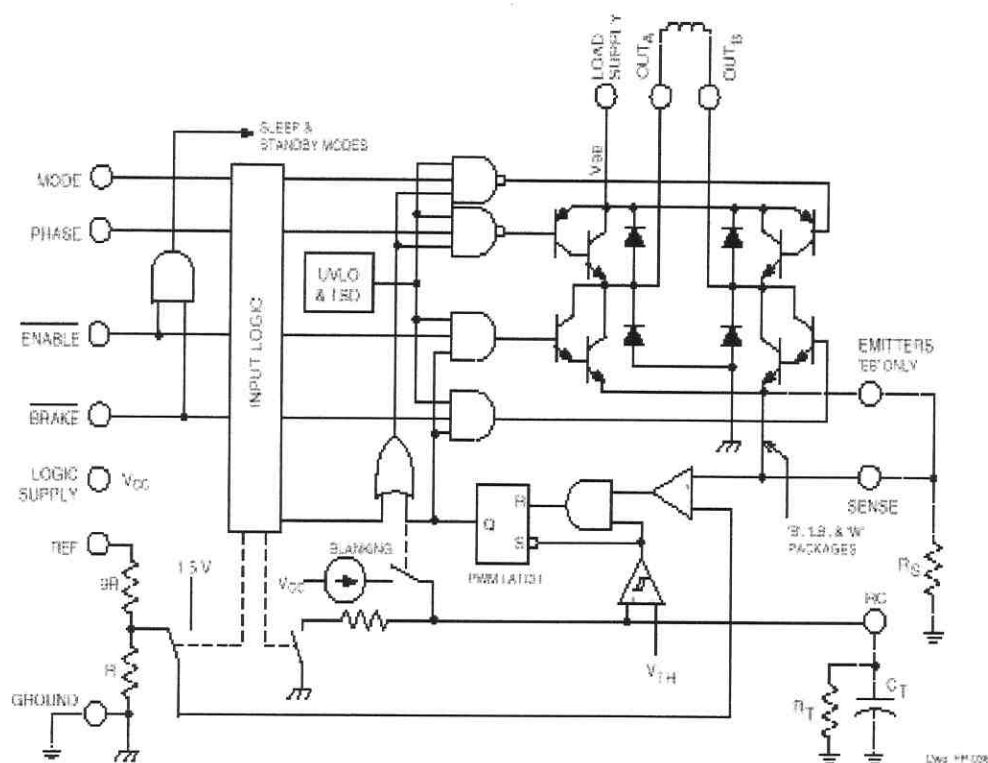 LOAD SUPPLY
OUTA
OUTB
SLEEP &
STANDBY MODES
MODE
VBB
PHASE
UVLO
& TSD
ENABLE
INPUT LOGIC
EMITTERS
'EB' ONLY
BRAKE
LOGIC
SUPPLY
VCC
SENSE
Q
R
S
'B', 'LB', & 'W'
PACKAGES
REF
1.5 V
BLANKING
PWM LATCH
RS
9R
VCC
RC
R
VTH
GROUND
RT
CT